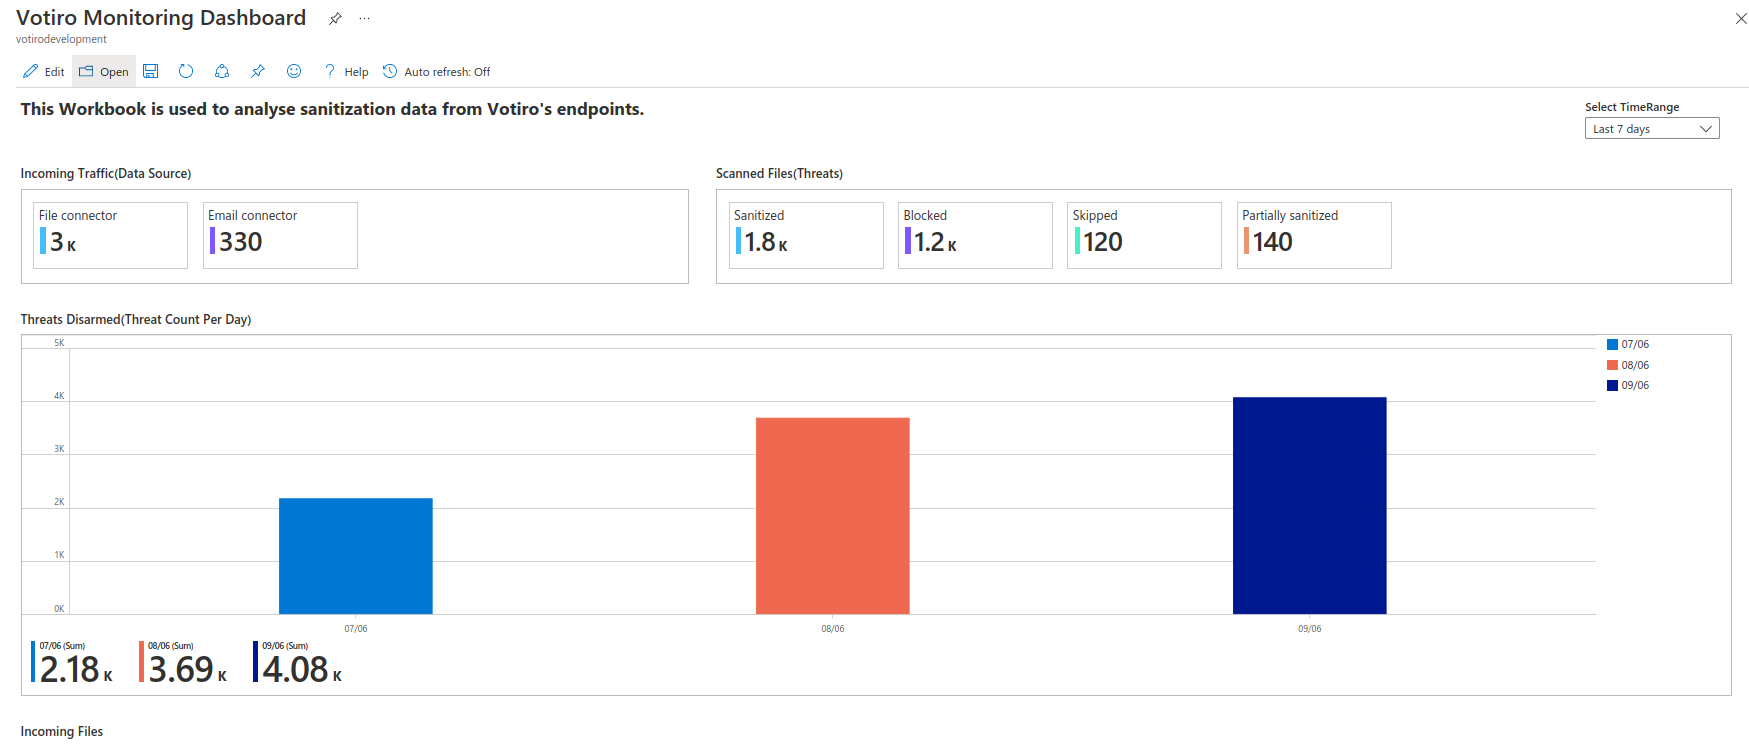 Votiro Monitoring Dashboard
votirodevelopment
Edit Open Help Auto refresh: Off
This Workbook is used to analyse sanitization data from Votiro's endpoints.
Select TimeRange
Last 7 days
Incoming Traffic(Data Source)
File connector
3 K
Email connector
330
Scanned Files(Threats)
Sanitized
1.8 K
Blocked
1.2 K
Skipped
120
Partially sanitized
140
Threats Disarmed(Threat Count Per Day)
5K
4K
3K
2K
1K
0K
07/06
08/06
09/06
07/06
08/06
09/06
07/06 (Sum)
2.18 K
08/06 (Sum)
3.69 K
09/06 (Sum)
4.08 K
Incoming Files